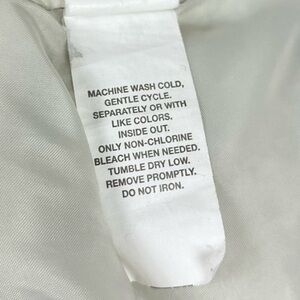 MACHINE WASH COLD,
GENTLE CYCLE.
SEPARATELY OR WITH
LIKE COLORS.
INSIDE OUT.
ONLY NON-CHLORINE
BLEACH WHEN NEEDED.
TUMBLE DRY LOW.
REMOVE PROMPTLY.
DO NOT IRON.